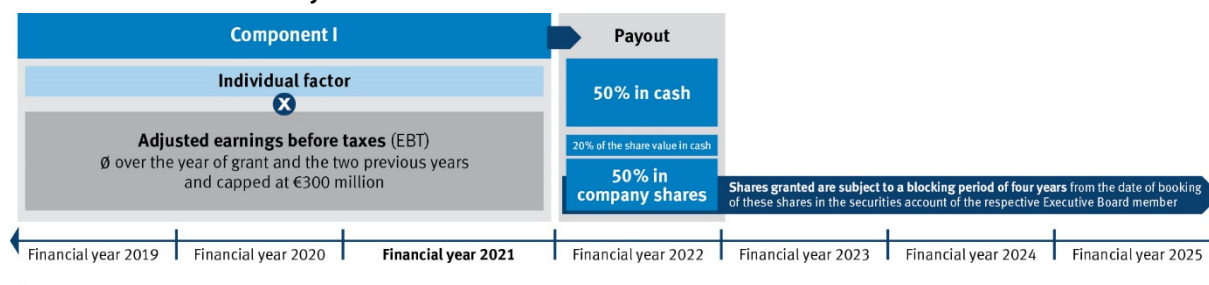 Component I
Payout
Individual factor
X
Adjusted earnings before taxes (EBT)
Ø over the year of grant and the two previous years
and capped at €300 million
50% in cash
20% of the share value in cash
50% in
company shares
Shares granted are subject to a blocking period of four years from the date of booking
of these shares in the securities account of the respective Executive Board member
Financial year 2019
Financial year 2020
Financial year 2021
Financial year 2022
Financial year 2023
Financial year 2024
Financial year 2025